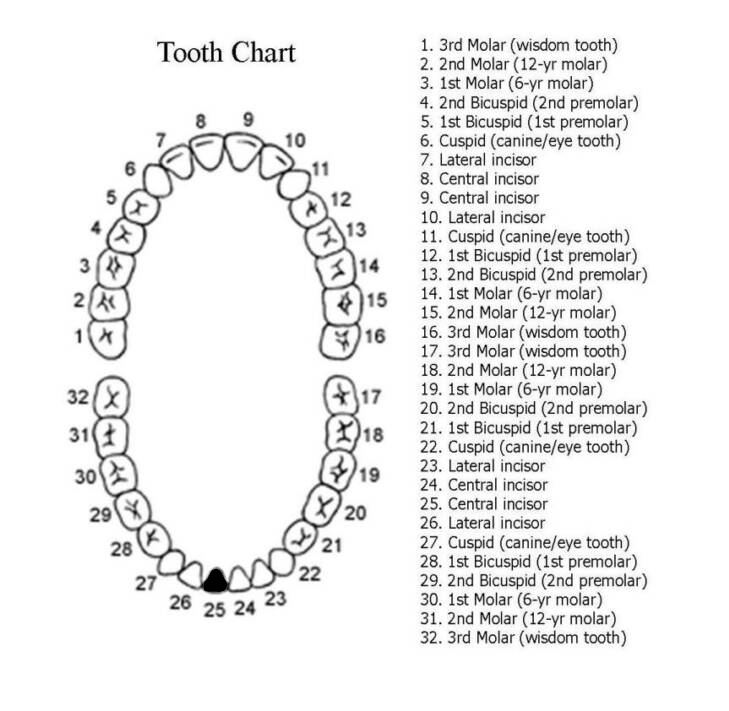 Tooth Chart
8 9
7 10
6 11
5 12
4 13
3 14
2 15
1 16
32 17
31 18
30 19
29 20
28 21
27 22
26 25 24 23
1. 3rd Molar (wisdom tooth)
2. 2nd Molar (12-yr molar)
3. 1st Molar (6-yr molar)
4. 2nd Bicuspid (2nd premolar)
5. 1st Bicuspid (1st premolar)
6. Cuspid (canine/eye tooth)
7. Lateral incisor
8. Central incisor
9. Central incisor
10. Lateral incisor
11. Cuspid (canine/eye tooth)
12. 1st Bicuspid (1st premolar)
13. 2nd Bicuspid (2nd premolar)
14. 1st Molar (6-yr molar)
15. 2nd Molar (12-yr molar)
16. 3rd Molar (wisdom tooth)
17. 3rd Molar (wisdom tooth)
18. 2nd Molar (12-yr molar)
19. 1st Molar (6-yr molar)
20. 2nd Bicuspid (2nd premolar)
21. 1st Bicuspid (1st premolar)
22. Cuspid (canine/eye tooth)
23. Lateral incisor
24. Central incisor
25. Central incisor
26. Lateral incisor
27. Cuspid (canine/eye tooth)
28. 1st Bicuspid (1st premolar)
29. 2nd Bicuspid (2nd premolar)
30. 1st Molar (6-yr molar)
31. 2nd Molar (12-yr molar)
32. 3rd Molar (wisdom tooth)